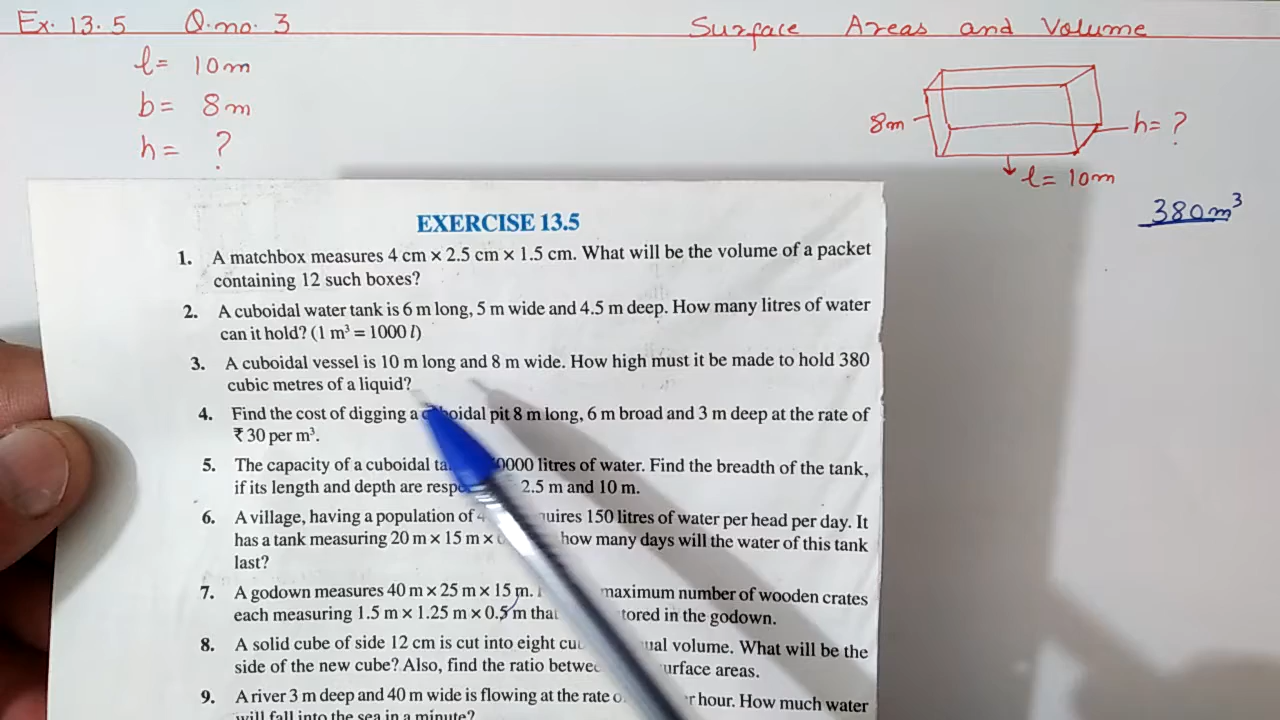 Ex. 13.5 Q.no. 3 Surface Areas and Volume
l= 10m
b= 8m
h= ?
8m h= ?
l= 10m
380m³
EXERCISE 13.5
1. A matchbox measures 4 cm × 2.5 cm × 1.5 cm. What will be the volume of a packet
containing 12 such boxes?
2. A cuboidal water tank is 6 m long, 5 m wide and 4.5 m deep. How many litres of water
can it hold? (1 m³ = 1000 l)
3. A cuboidal vessel is 10 m long and 8 m wide. How high must it be made to hold 380
cubic metres of a liquid?
4. Find the cost of digging a cuboidal pit 8 m long, 6 m broad and 3 m deep at the rate of
₹ 30 per m³.
5. The capacity of a cuboidal 0000 litres of water. Find the breadth of the tank,
if its length and depth are 2.5 m and 10 m.
6. A village, having a population of 4 150 litres of water per head per day. It
has a tank measuring 20 m × 15 m × how many days will the water of this tank
last?
7. A godown measures 40 m × 25 m × 15 m. maximum number of wooden crates
each measuring 1.5 m × 1.25 m × 0.5 m in the godown.
8. A solid cube of side 12 cm is cut into eight volume. What will be the
side of the new cube? Also, find the ratio areas.
9. A river 3 m deep and 40 m wide is flowing at the rate hour. How much water
will fall into the sea in a minute?